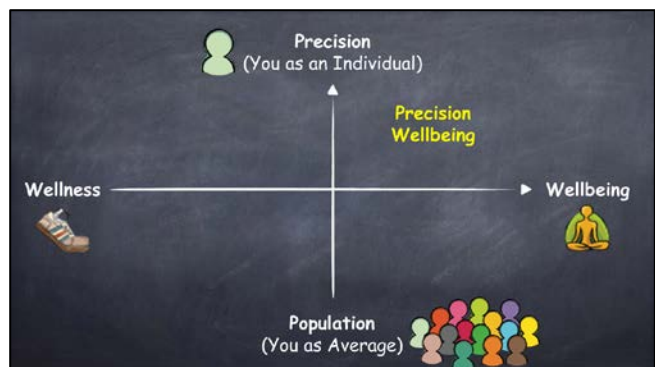 Precision
(You as an Individual)
Precision
Wellbeing
Wellness
Wellbeing
Population
(You as Average)